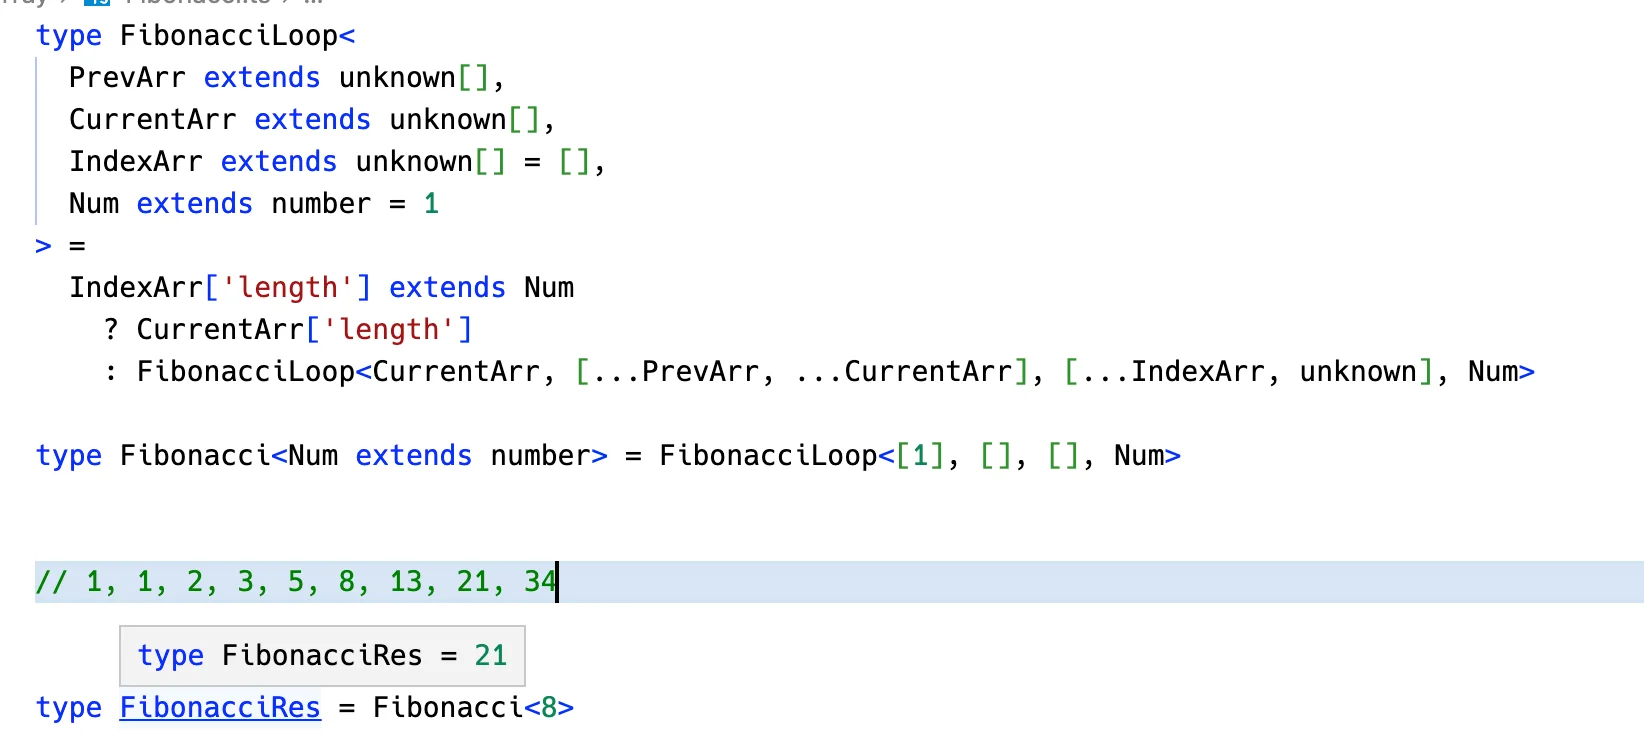 type FibonacciLoop<
  PrevArr extends unknown[],
  CurrentArr extends unknown[],
  IndexArr extends unknown[] = [],
  Num extends number = 1
> =
  IndexArr['length'] extends Num
    ? CurrentArr['length']
    : FibonacciLoop<CurrentArr, [...PrevArr, ...CurrentArr], [...IndexArr, unknown], Num>
type Fibonacci<Num extends number> = FibonacciLoop<[1], [], [], Num>
// 1, 1, 2, 3, 5, 8, 13, 21, 34
type FibonacciRes = 21
type FibonacciRes = Fibonacci<8>